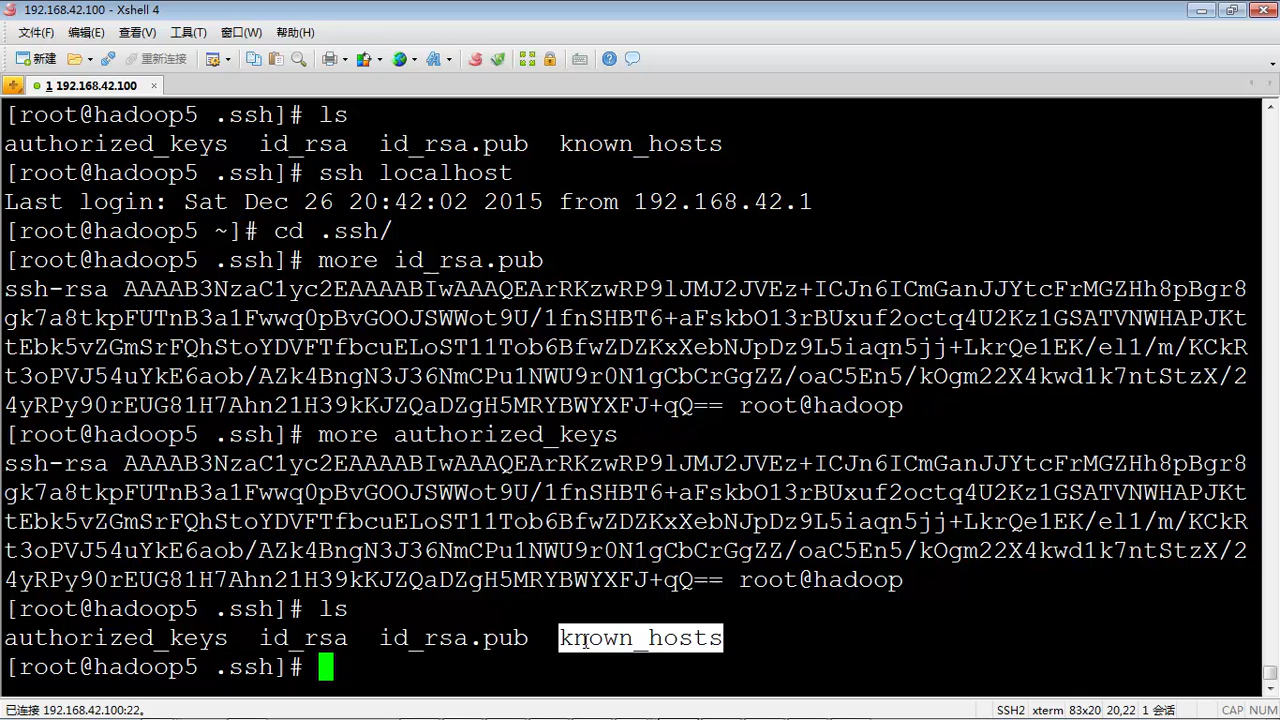 192.168.42.100 - Xshell 4
文件(F) 编辑(E) 查看(V) 工具(T) 窗口(W) 帮助(H)
新建 重新连接
1 192.168.42.100
[root@hadoop5 .ssh]# ls
authorized_keys  id_rsa  id_rsa.pub  known_hosts
[root@hadoop5 .ssh]# ssh localhost
Last login: Sat Dec 26 20:42:02 2015 from 192.168.42.1
[root@hadoop5 ~]# cd .ssh/
[root@hadoop5 .ssh]# more id_rsa.pub
ssh-rsa AAAAB3NzaC1yc2EAAAABIwAAAQEArRKzwRP9lJMJ2JVEz+ICJn6ICmGanJJYtcFrMGZHh8pBgr8
gk7a8tkpFUTnB3a1Fwwq0pBvGOOJSWWot9U/1fnSHBT6+aFskbO13rBUxuf2octq4U2Kz1GSATVNWHAPJKt
tEbk5vZGmSrFQhStoYDVFTfbcuELoST11Tob6BfwZDZKxXebNJpDz9L5iaqn5jj+LkrQe1EK/el1/m/KCkR
t3oPVJ54uYkE6aob/AZk4BngN3J36NmCPu1NWU9r0N1gCbCrGgZZ/oaC5En5/kOgm22X4kwd1k7ntStzX/2
4yRPy90rEUG81H7Ahn21H39kKJZQaDZgH5MRYBWYXFJ+qQ== root@hadoop
[root@hadoop5 .ssh]# more authorized_keys
ssh-rsa AAAAB3NzaC1yc2EAAAABIwAAAQEArRKzwRP9lJMJ2JVEz+ICJn6ICmGanJJYtcFrMGZHh8pBgr8
gk7a8tkpFUTnB3a1Fwwq0pBvGOOJSWWot9U/1fnSHBT6+aFskbO13rBUxuf2octq4U2Kz1GSATVNWHAPJKt
tEbk5vZGmSrFQhStoYDVFTfbcuELoST11Tob6BfwZDZKxXebNJpDz9L5iaqn5jj+LkrQe1EK/el1/m/KCkR
t3oPVJ54uYkE6aob/AZk4BngN3J36NmCPu1NWU9r0N1gCbCrGgZZ/oaC5En5/kOgm22X4kwd1k7ntStzX/2
4yRPy90rEUG81H7Ahn21H39kKJZQaDZgH5MRYBWYXFJ+qQ== root@hadoop
[root@hadoop5 .ssh]# ls
authorized_keys  id_rsa  id_rsa.pub  known_hosts
[root@hadoop5 .ssh]#
已连接 192.168.42.100:22。 SSH2 xterm 83x20 20,22 1 会话 CAP NUM